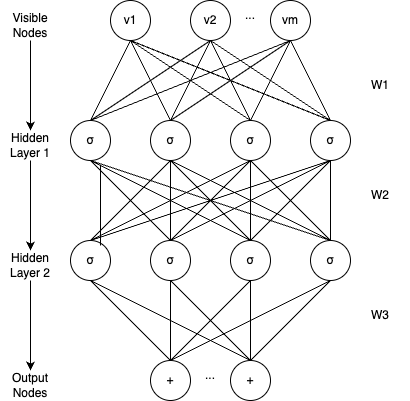 Visible
Nodes
v1 v2 ... vm
W1
Hidden
Layer 1
σ σ σ σ
W2
Hidden
Layer 2
σ σ σ σ
W3
Output
Nodes
+ ... +